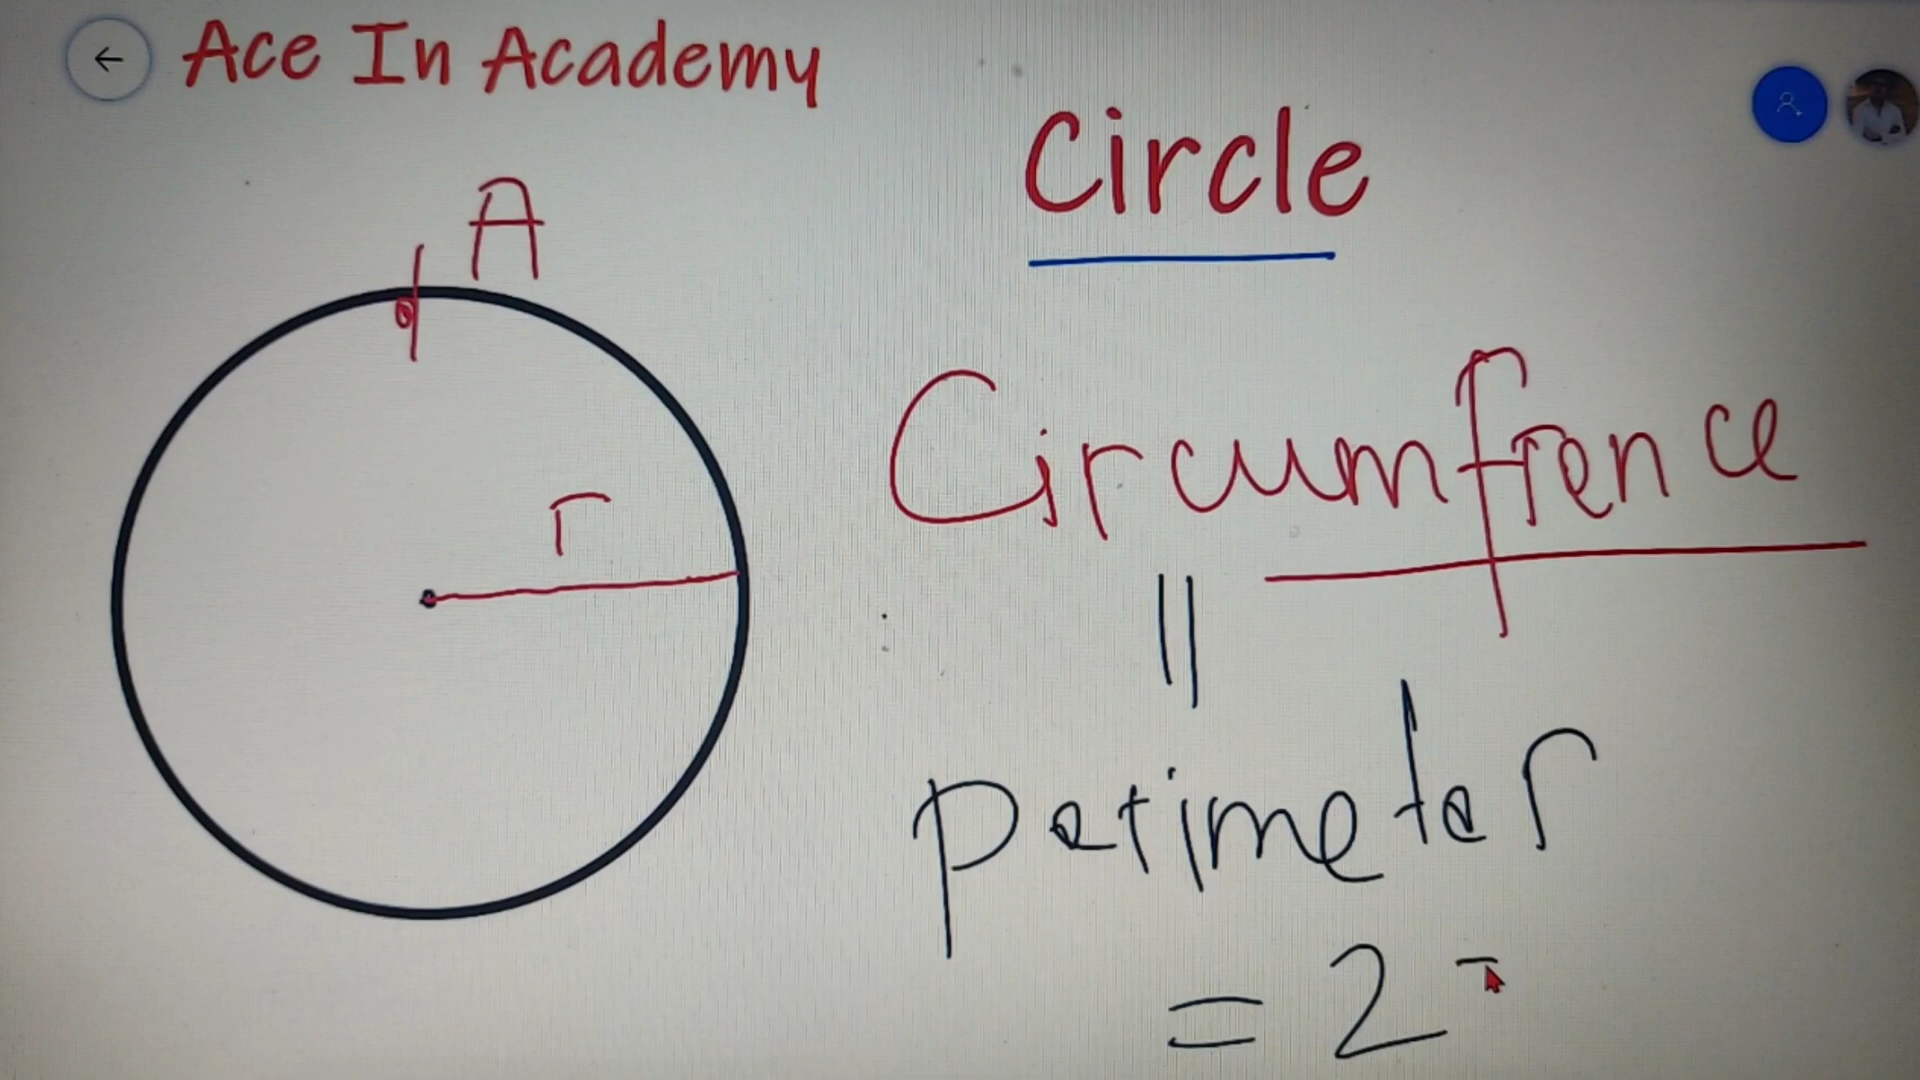 Ace In Academy
Circle
A
r
Circumfrence
||
perimeter
= 2